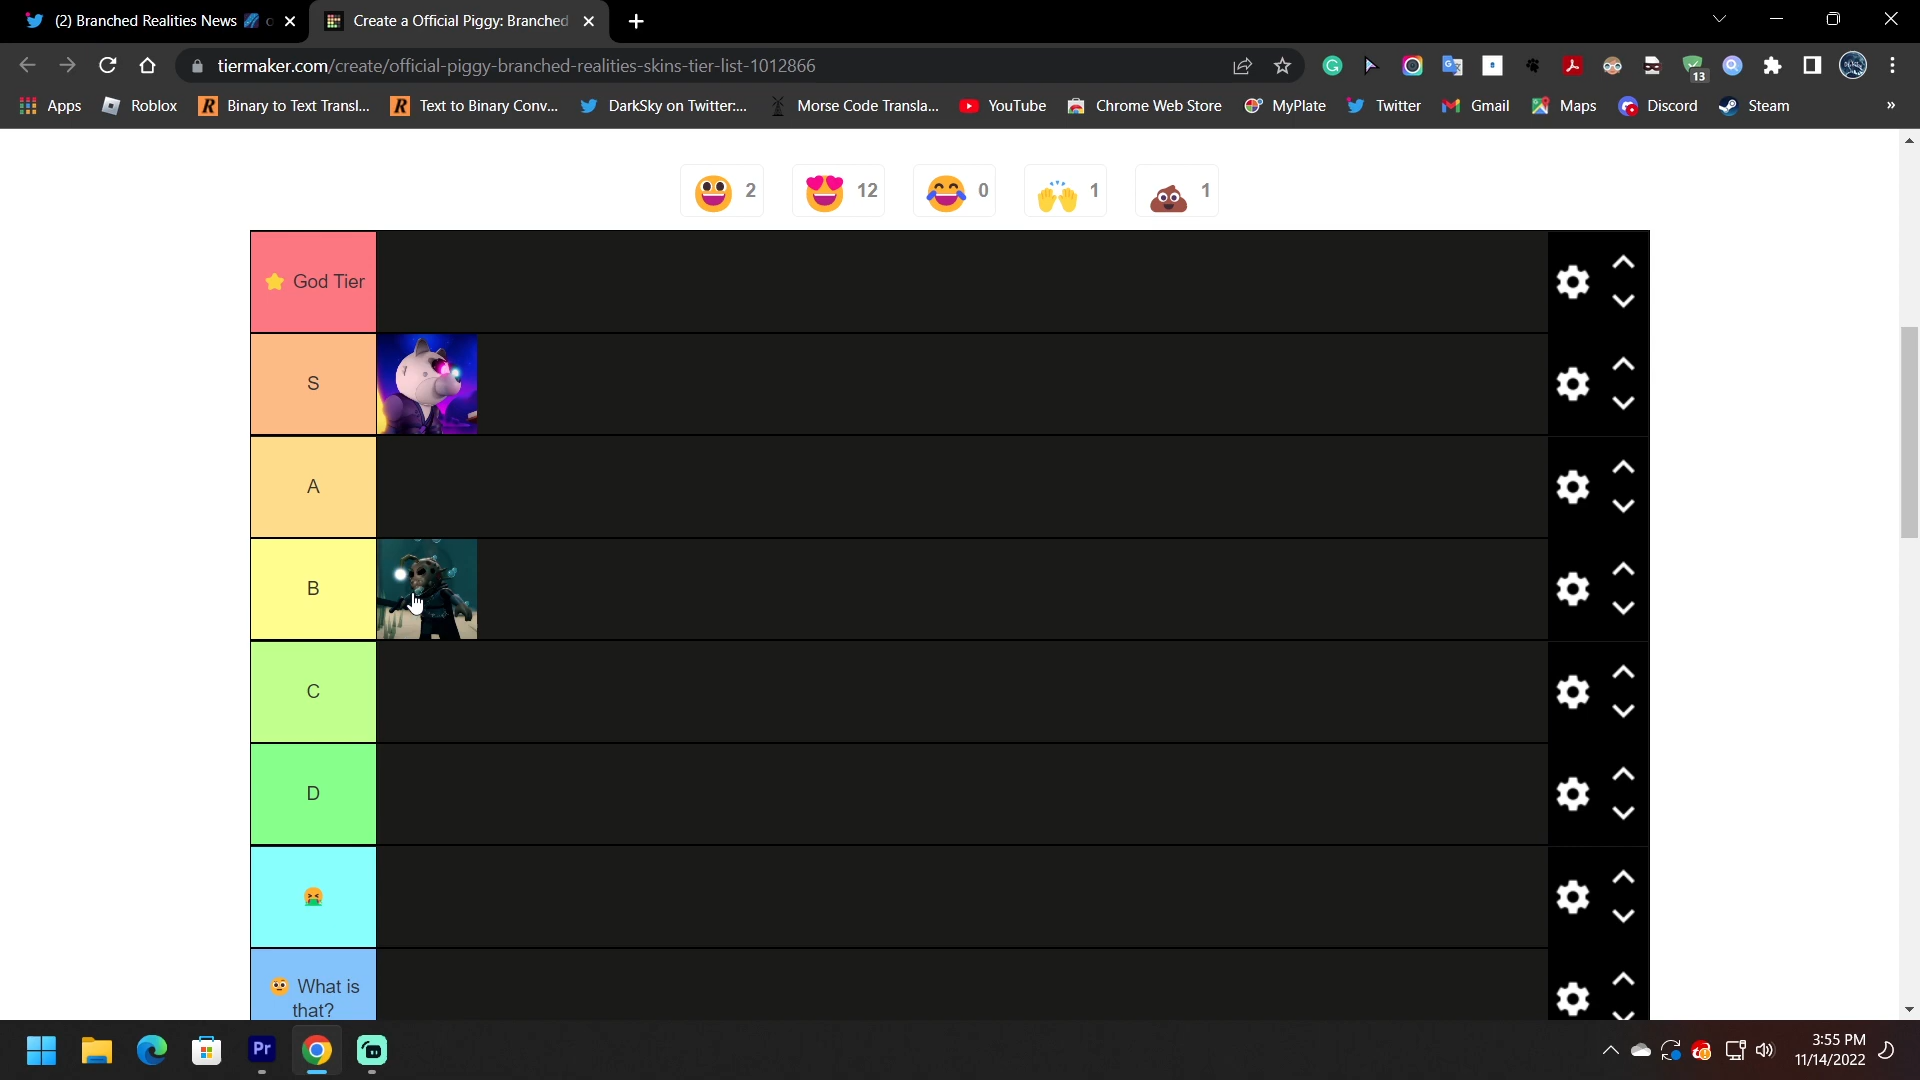 (2) Branched Realities News
Create a Official Piggy: Branched
tiermaker.com/create/official-piggy-branched-realities-skins-tier-list-1012866
13
Apps
Roblox
Binary to Text Transl...
Text to Binary Conv...
DarkSky on Twitter:...
Morse Code Transla...
YouTube
Chrome Web Store
MyPlate
Twitter
Gmail
Maps
Discord
Steam
»
2
12
0
1
1
God Tier
S
A
B
C
D
What is
that?
Pr
3:55 PM
11/14/2022